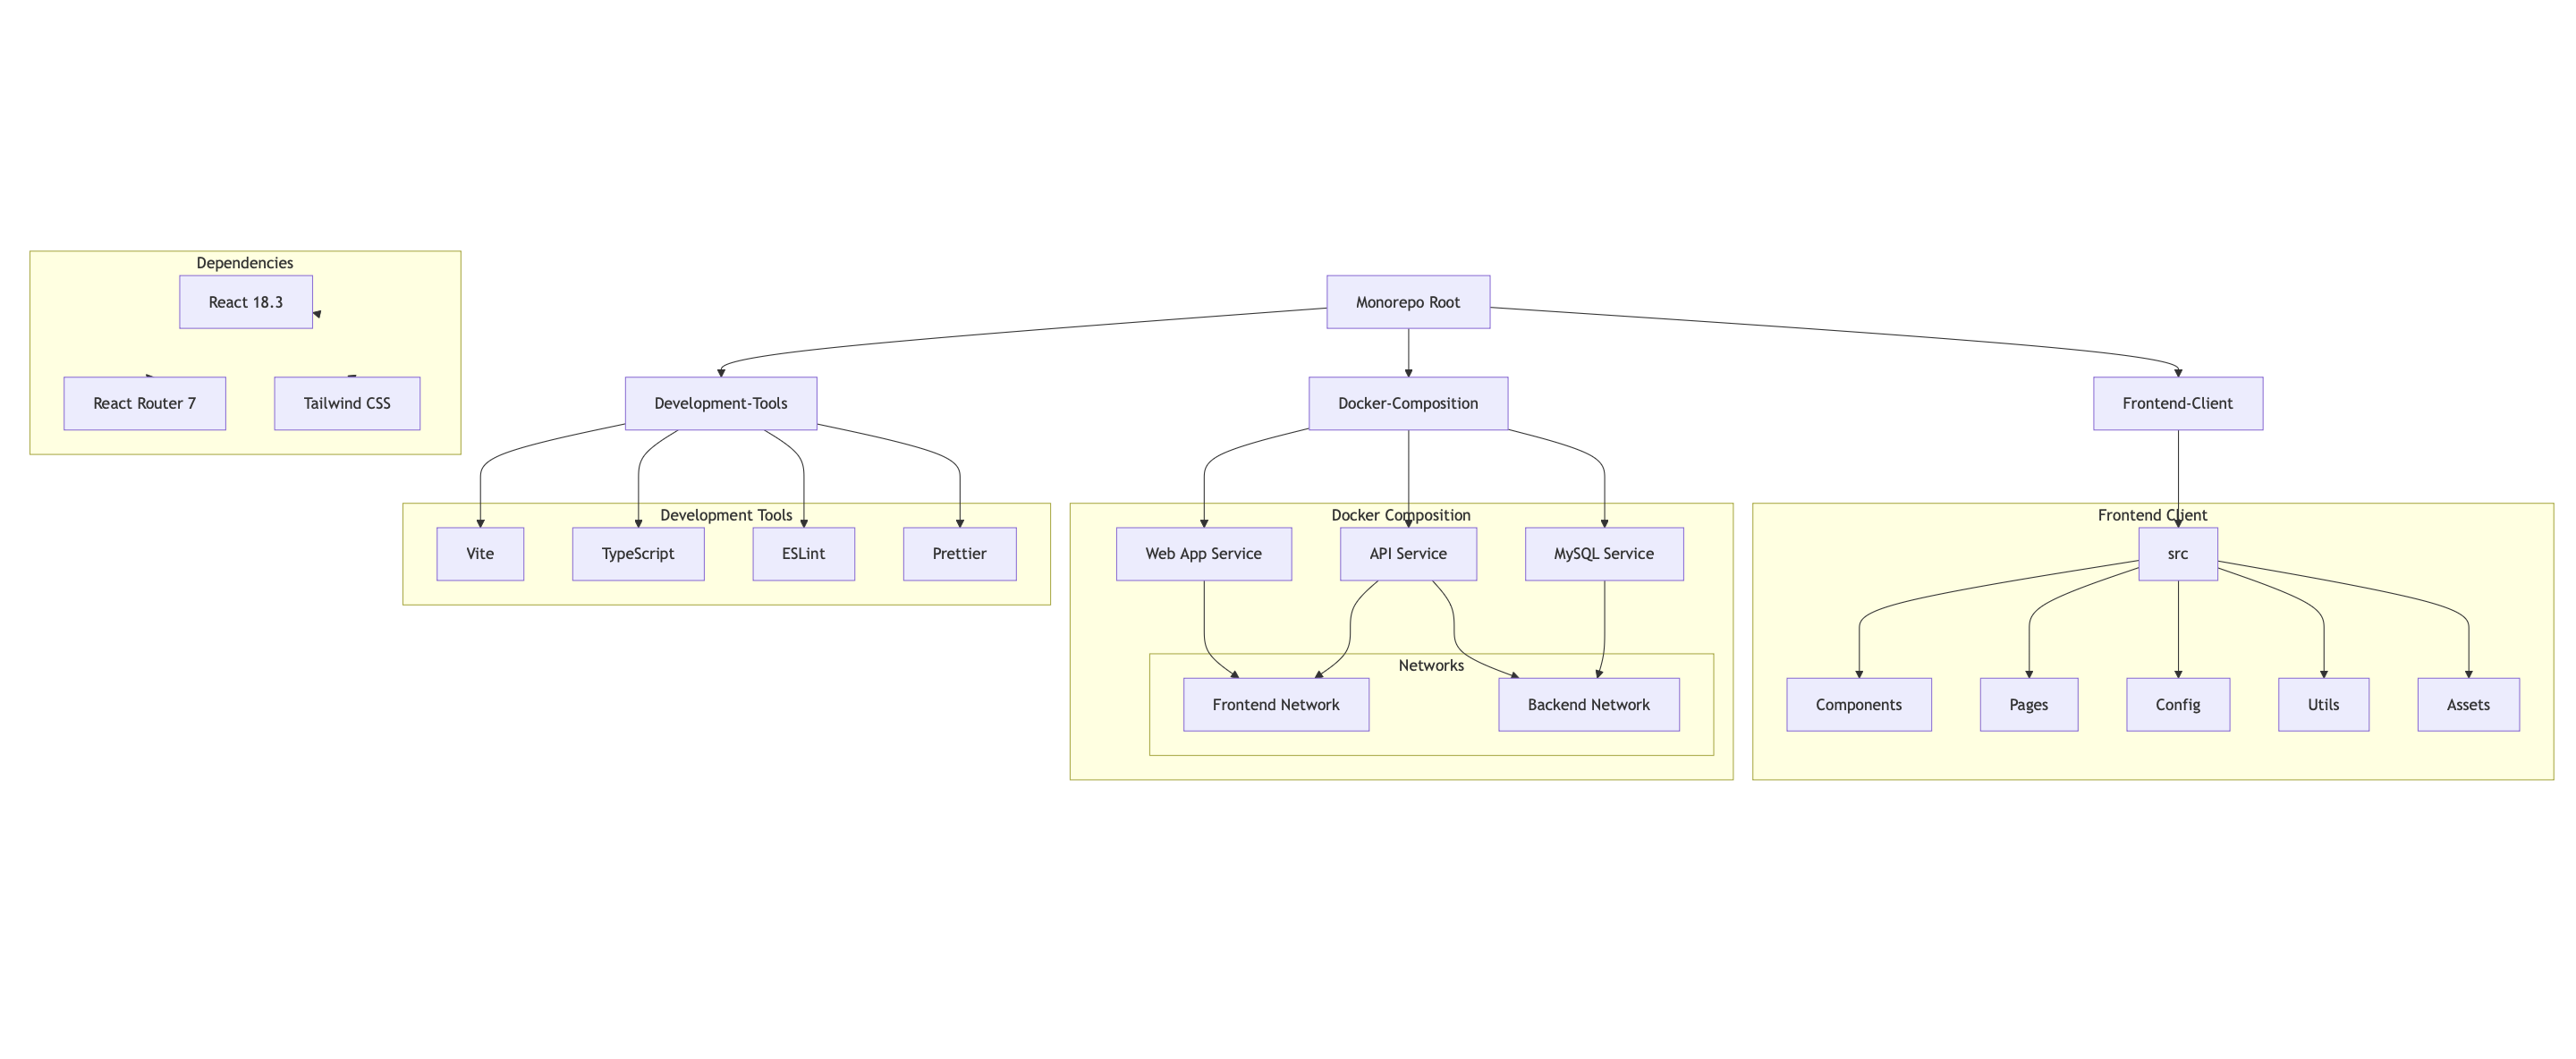 Dependencies
React 18.3
React Router 7
Tailwind CSS
Monorepo Root
Development-Tools
Docker-Composition
Frontend-Client
Development Tools
Vite
TypeScript
ESLint
Prettier
Docker Composition
Web App Service
API Service
MySQL Service
Networks
Frontend Network
Backend Network
Frontend Client
src
Components
Pages
Config
Utils
Assets